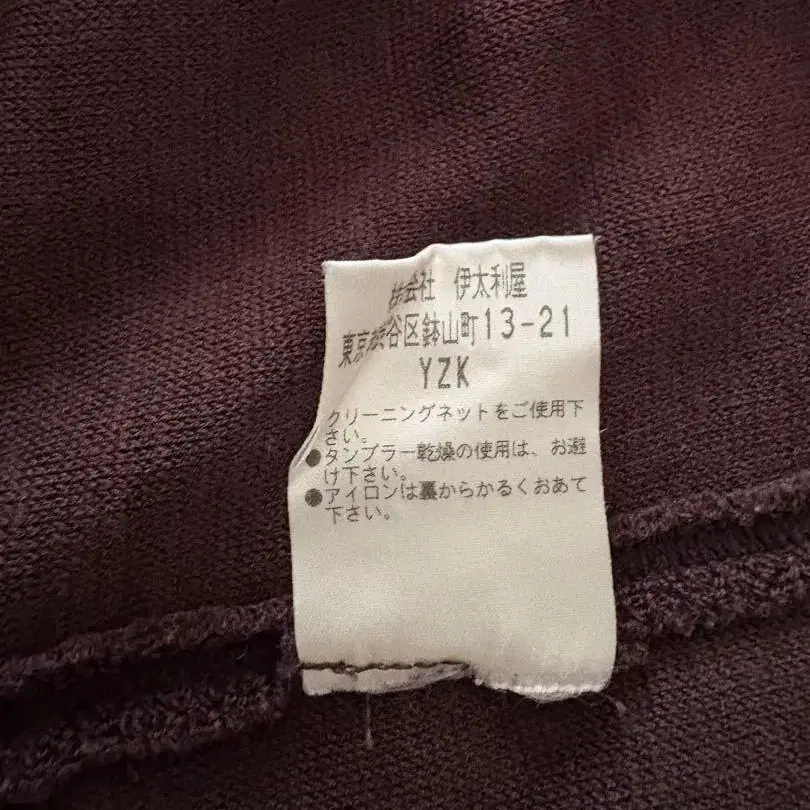 株式会社 伊太利屋
東京渋谷区鉢山町13-21
YZK
クリーニングネットをご使用下
さい。
●タンブラー乾燥の使用は、お避
け下さい。
●アイロンは裏からかるくおあて
下さい。